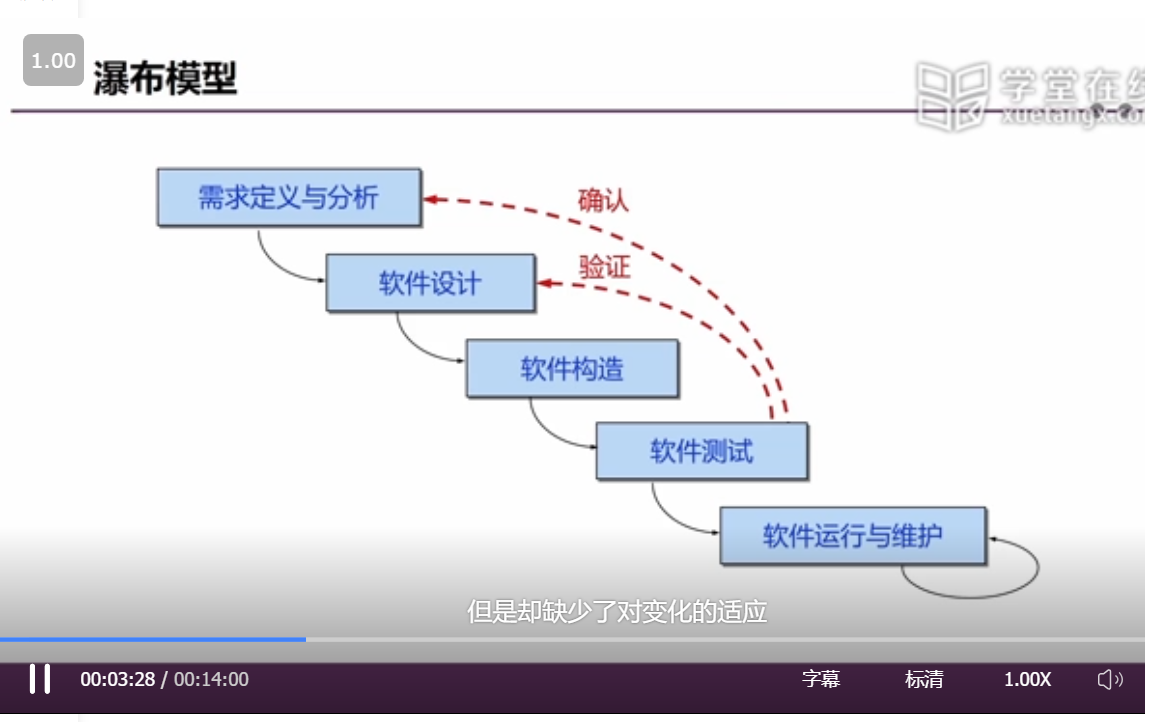 1.00
瀑布模型
学堂在线
xuetangx.co
需求定义与分析
确认
验证
软件设计
软件构造
软件测试
软件运行与维护
但是却缺少了对变化的适应
00:03:28 / 00:14:00
字幕
标清
1.00X